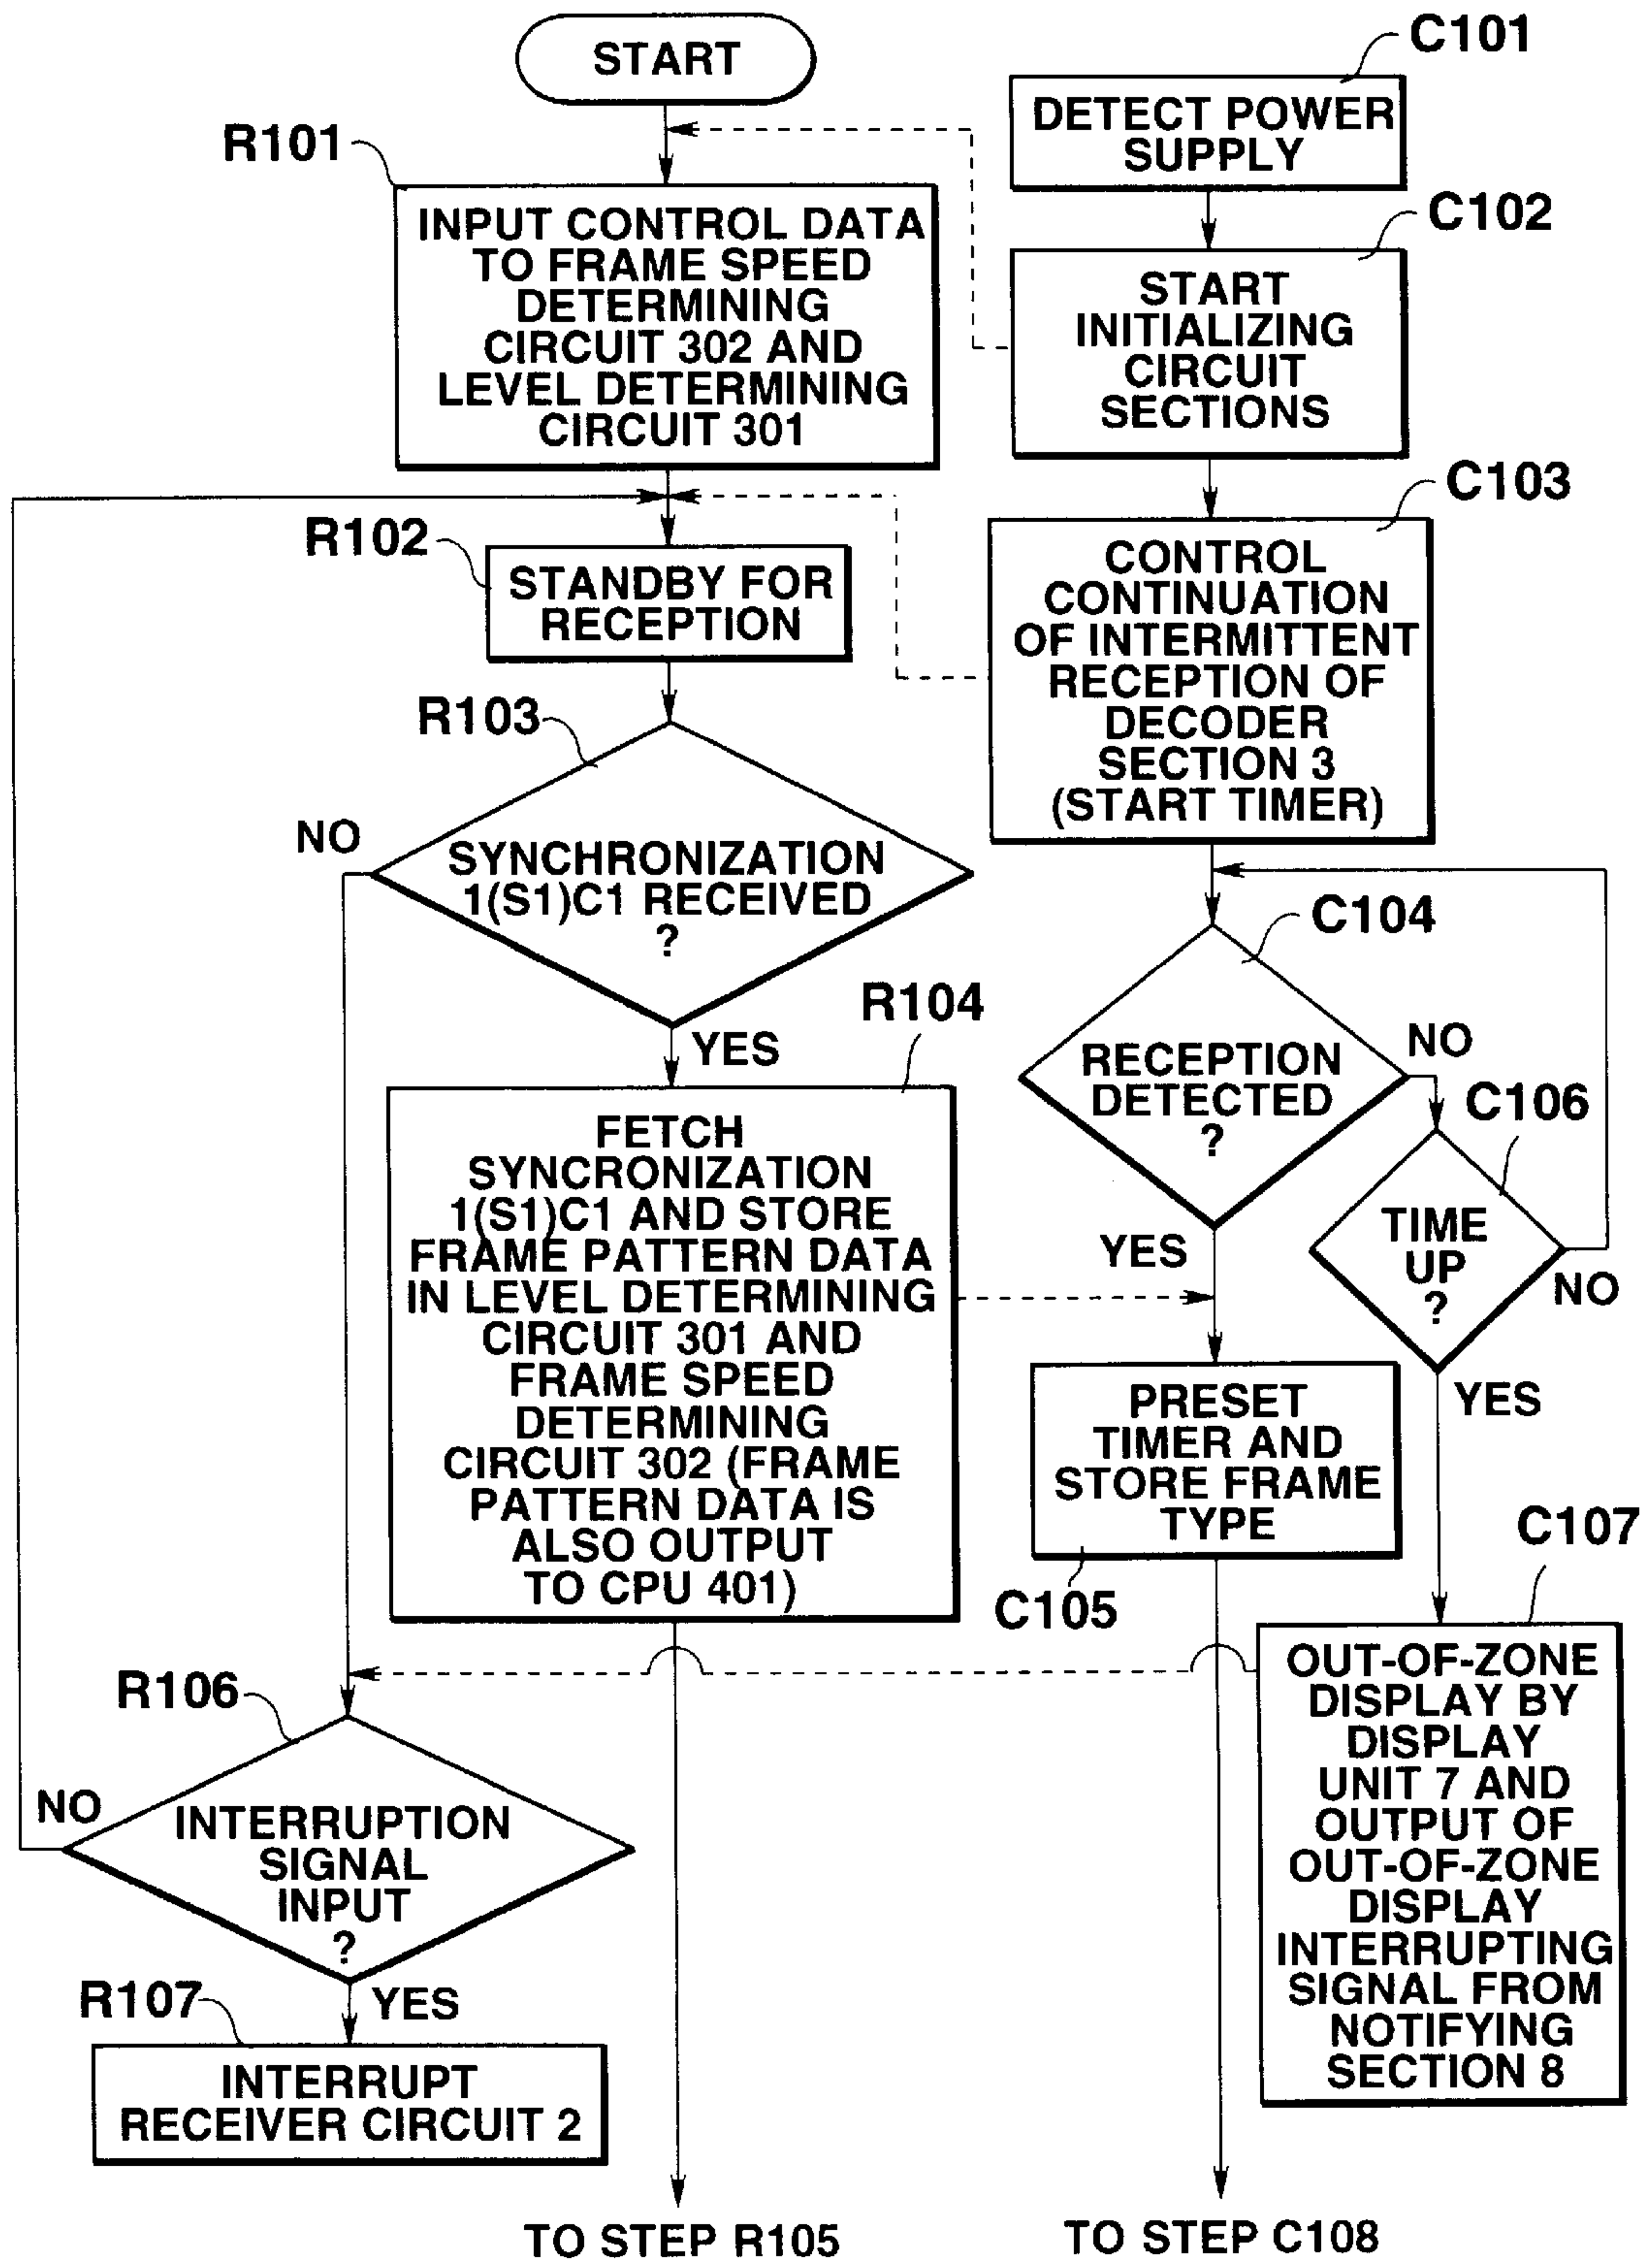 START
R101
INPUT CONTROL DATA
TO FRAME SPEED
DETERMINING
CIRCUIT 302 AND
LEVEL DETERMINING
CIRCUIT 301
R102
STANDBY FOR
RECEPTION
R103
NO
SYNCHRONIZATION
1(S1)C1 RECEIVED
?
YES
R104
FETCH
SYNCRONIZATION
1(S1)C1 AND STORE
FRAME PATTERN DATA
IN LEVEL DETERMINING
CIRCUIT 301 AND
FRAME SPEED
DETERMINING
CIRCUIT 302 (FRAME
PATTERN DATA IS
ALSO OUTPUT
TO CPU 401)
R106
NO
INTERRUPTION
SIGNAL
INPUT
?
YES
R107
INTERRUPT
RECEIVER CIRCUIT 2
TO STEP R105
C101
DETECT POWER
SUPPLY
C102
START
INITIALIZING
CIRCUIT
SECTIONS
C103
CONTROL
CONTINUATION
OF INTERMITTENT
RECEPTION OF
DECODER
SECTION 3
(START TIMER)
C104
RECEPTION
DETECTED
?
NO
YES
C106
TIME
UP
?
NO
YES
PRESET
TIMER AND
STORE FRAME
TYPE
C105
C107
OUT-OF-ZONE
DISPLAY BY
DISPLAY
UNIT 7 AND
OUTPUT OF
OUT-OF-ZONE
DISPLAY
INTERRUPTING
SIGNAL FROM
NOTIFYING
SECTION 8
TO STEP C108